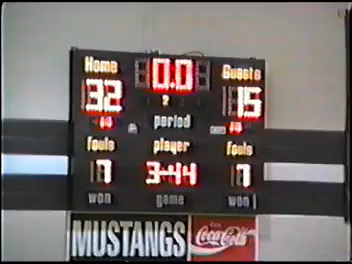 Home 0.0 Guests
32 2 15
period
fouls player fouls
7 3-44 7
won game won
MUSTANGS Coca-Cola